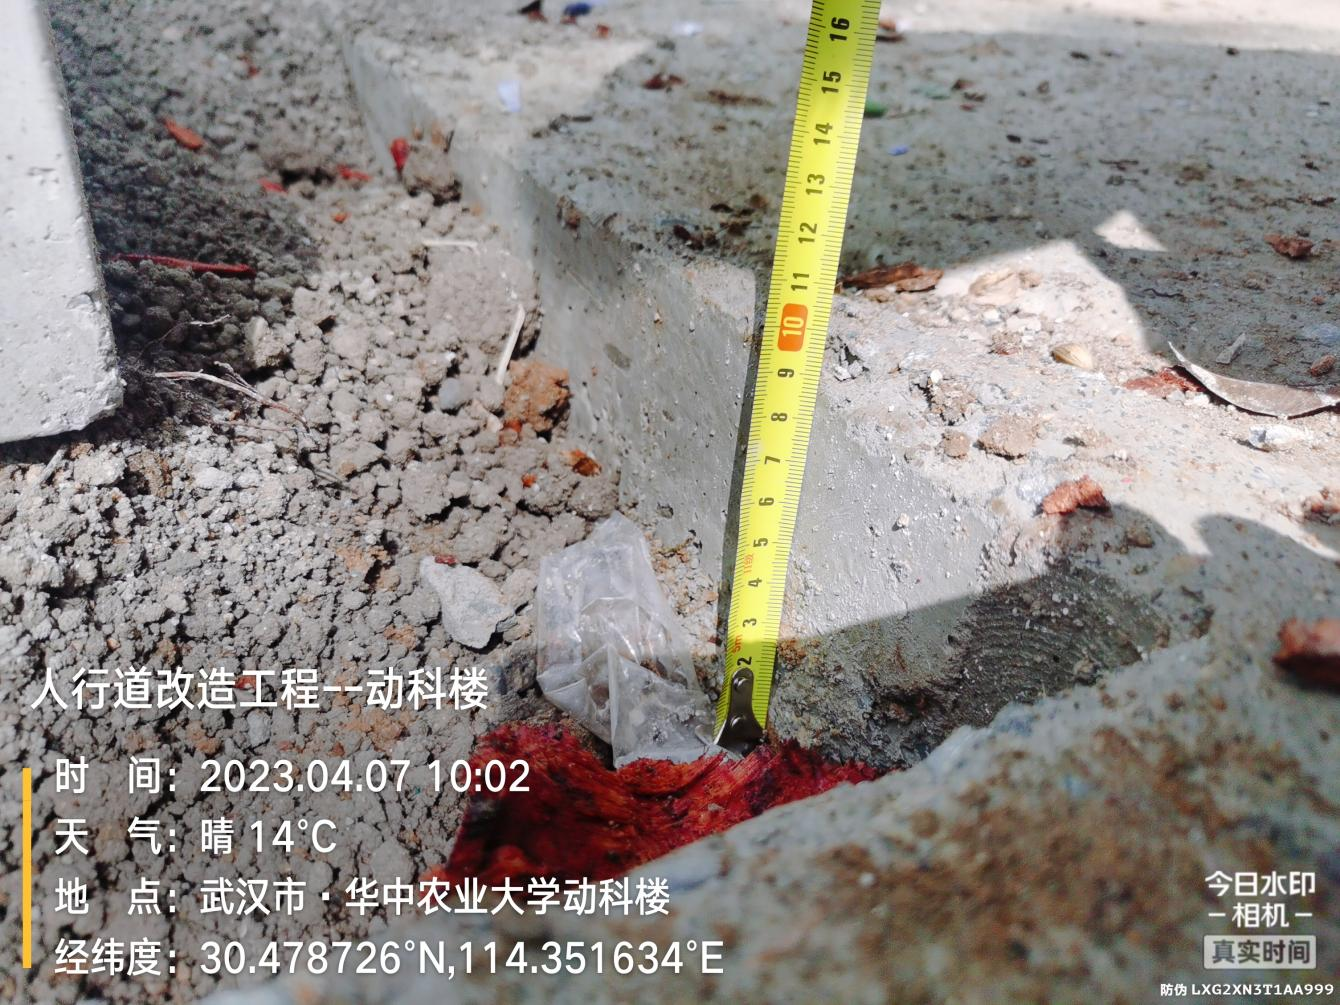 16
15
14
13
12
11
10
9
8
7
6
5
4
3
2
5m
人行道改造工程--动科楼
时 间：2023.04.07 10:02
天 气：晴 14°C
地 点：武汉市·华中农业大学动科楼
经纬度：30.478726°N,114.351634°E
今日水印
-相机-
真实时间
防伪 LXG2XN3T1AA999